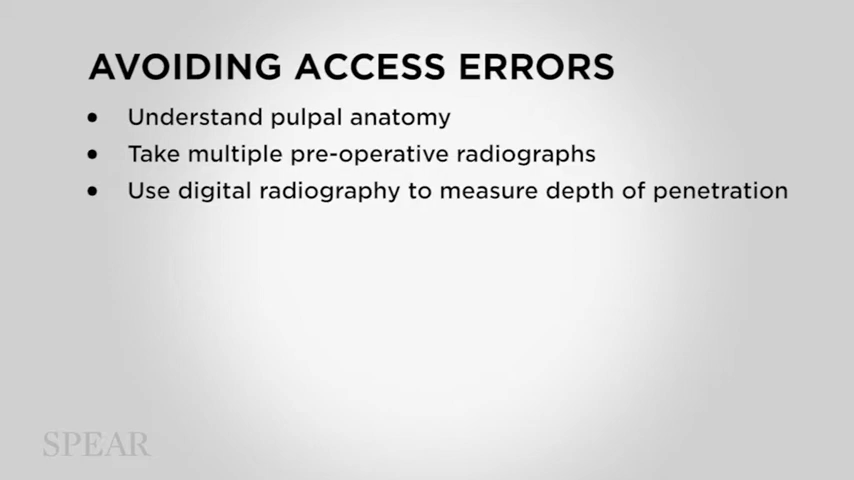 AVOIDING ACCESS ERRORS
• Understand pulpal anatomy
• Take multiple pre-operative radiographs
• Use digital radiography to measure depth of penetration
SPEAR